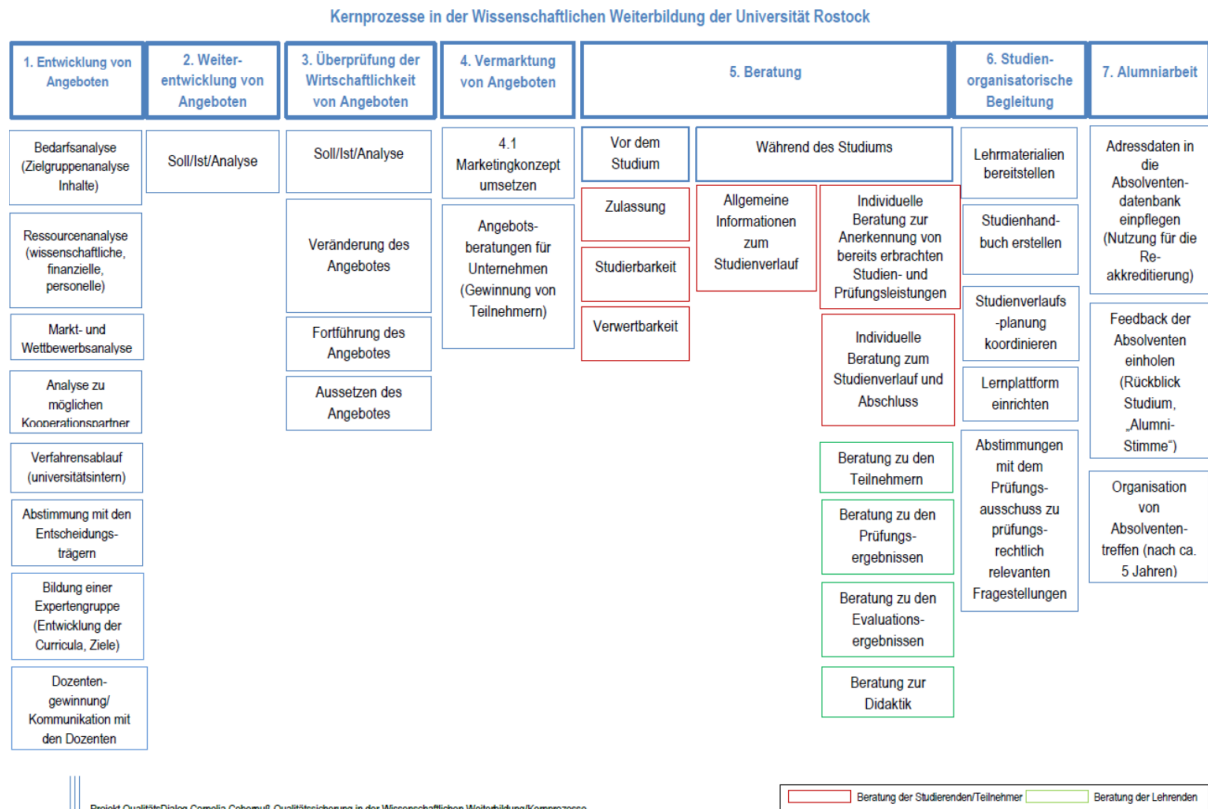 Kernprozesse in der Wissenschaftlichen Weiterbildung der Universität Rostock
1. Entwicklung von
Angeboten
2. Weiter-
entwicklung von
Angeboten
3. Überprüfung der
Wirtschaftlichkeit
von Angeboten
4. Vermarktung
von Angeboten
5. Beratung
6. Studien-
organisatorische
Begleitung
7. Alumniarbeit
Bedarfsanalyse
(Zielgruppenanalyse
Inhalte)
Ressourcenanalyse
(wissenschaftliche,
finanzielle,
personelle)
Markt- und
Wettbewerbsanalyse
Analyse zu
möglichen
Kooperationspartner
Verfahrensablauf
(universitätsintern)
Abstimmung mit den
Entscheidungs-
trägern
Bildung einer
Expertengruppe
(Entwicklung der
Curricula, Ziele)
Dozenten-
gewinnung/
Kommunikation mit
den Dozenten
Soll/Ist/Analyse
Soll/Ist/Analyse
Veränderung des
Angebotes
Fortführung des
Angebotes
Aussetzen des
Angebotes
4.1
Marketingkonzept
umsetzen
Angebots-
beratungen für
Unternehmen
(Gewinnung von
Teilnehmern)
Vor dem
Studium
Zulassung
Studierbarkeit
Verwertbarkeit
Während des Studiums
Allgemeine
Informationen
zum
Studienverlauf
Individuelle
Beratung zur
Anerkennung von
bereits erbrachten
Studien- und
Prüfungsleistungen
Individuelle
Beratung zum
Studienverlauf und
Abschluss
Beratung zu den
Teilnehmern
Beratung zu den
Prüfungs-
ergebnissen
Beratung zu den
Evaluations-
ergebnissen
Beratung zur
Didaktik
Lehrmaterialien
bereitstellen
Studienhand-
buch erstellen
Studienverlaufs
-planung
koordinieren
Lernplattform
einrichten
Abstimmungen
mit dem
Prüfungs-
ausschuss zu
prüfungs-
rechtlich
relevanten
Fragestellungen
Adressdaten in
die
Absolventen-
datenbank
einpflegen
(Nutzung für die
Re-
akkreditierung)
Feedback der
Absolventen
einholen
(Rückblick
Studium,
„Alumni-
Stimme“)
Organisation
von
Absolventen-
treffen (nach ca.
5 Jahren)
Projekt QualitätsDialog Cornelia Qualitätssicherung in der Wissenschaftlichen Weiterbildung/Kernprozesse
Beratung der Studierenden/Teilnehmer
Beratung der Lehrenden